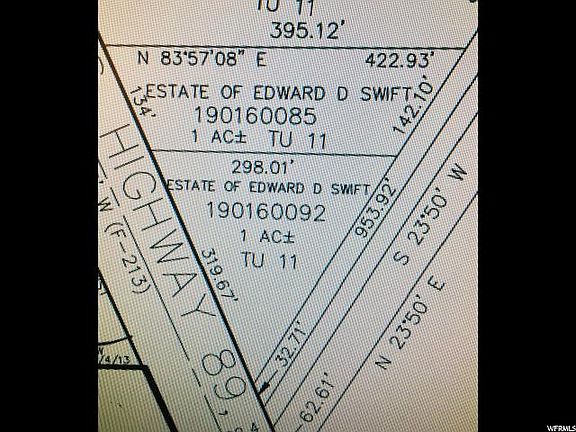 TU 11
395.12'
N 83°57'08" E
422.93'
134'
ESTATE OF EDWARD D SWIFT
190160085
1 AC± TU 11
142.10'
298.01'
ESTATE OF EDWARD D SWIFT
190160092
1 AC±
TU 11
953.92'
S 23°50' W
N 23°50' E
HIGHWAY 89,
W (F-213)
319.67'
32.71'
62.61'
/4/13
WFRMLS